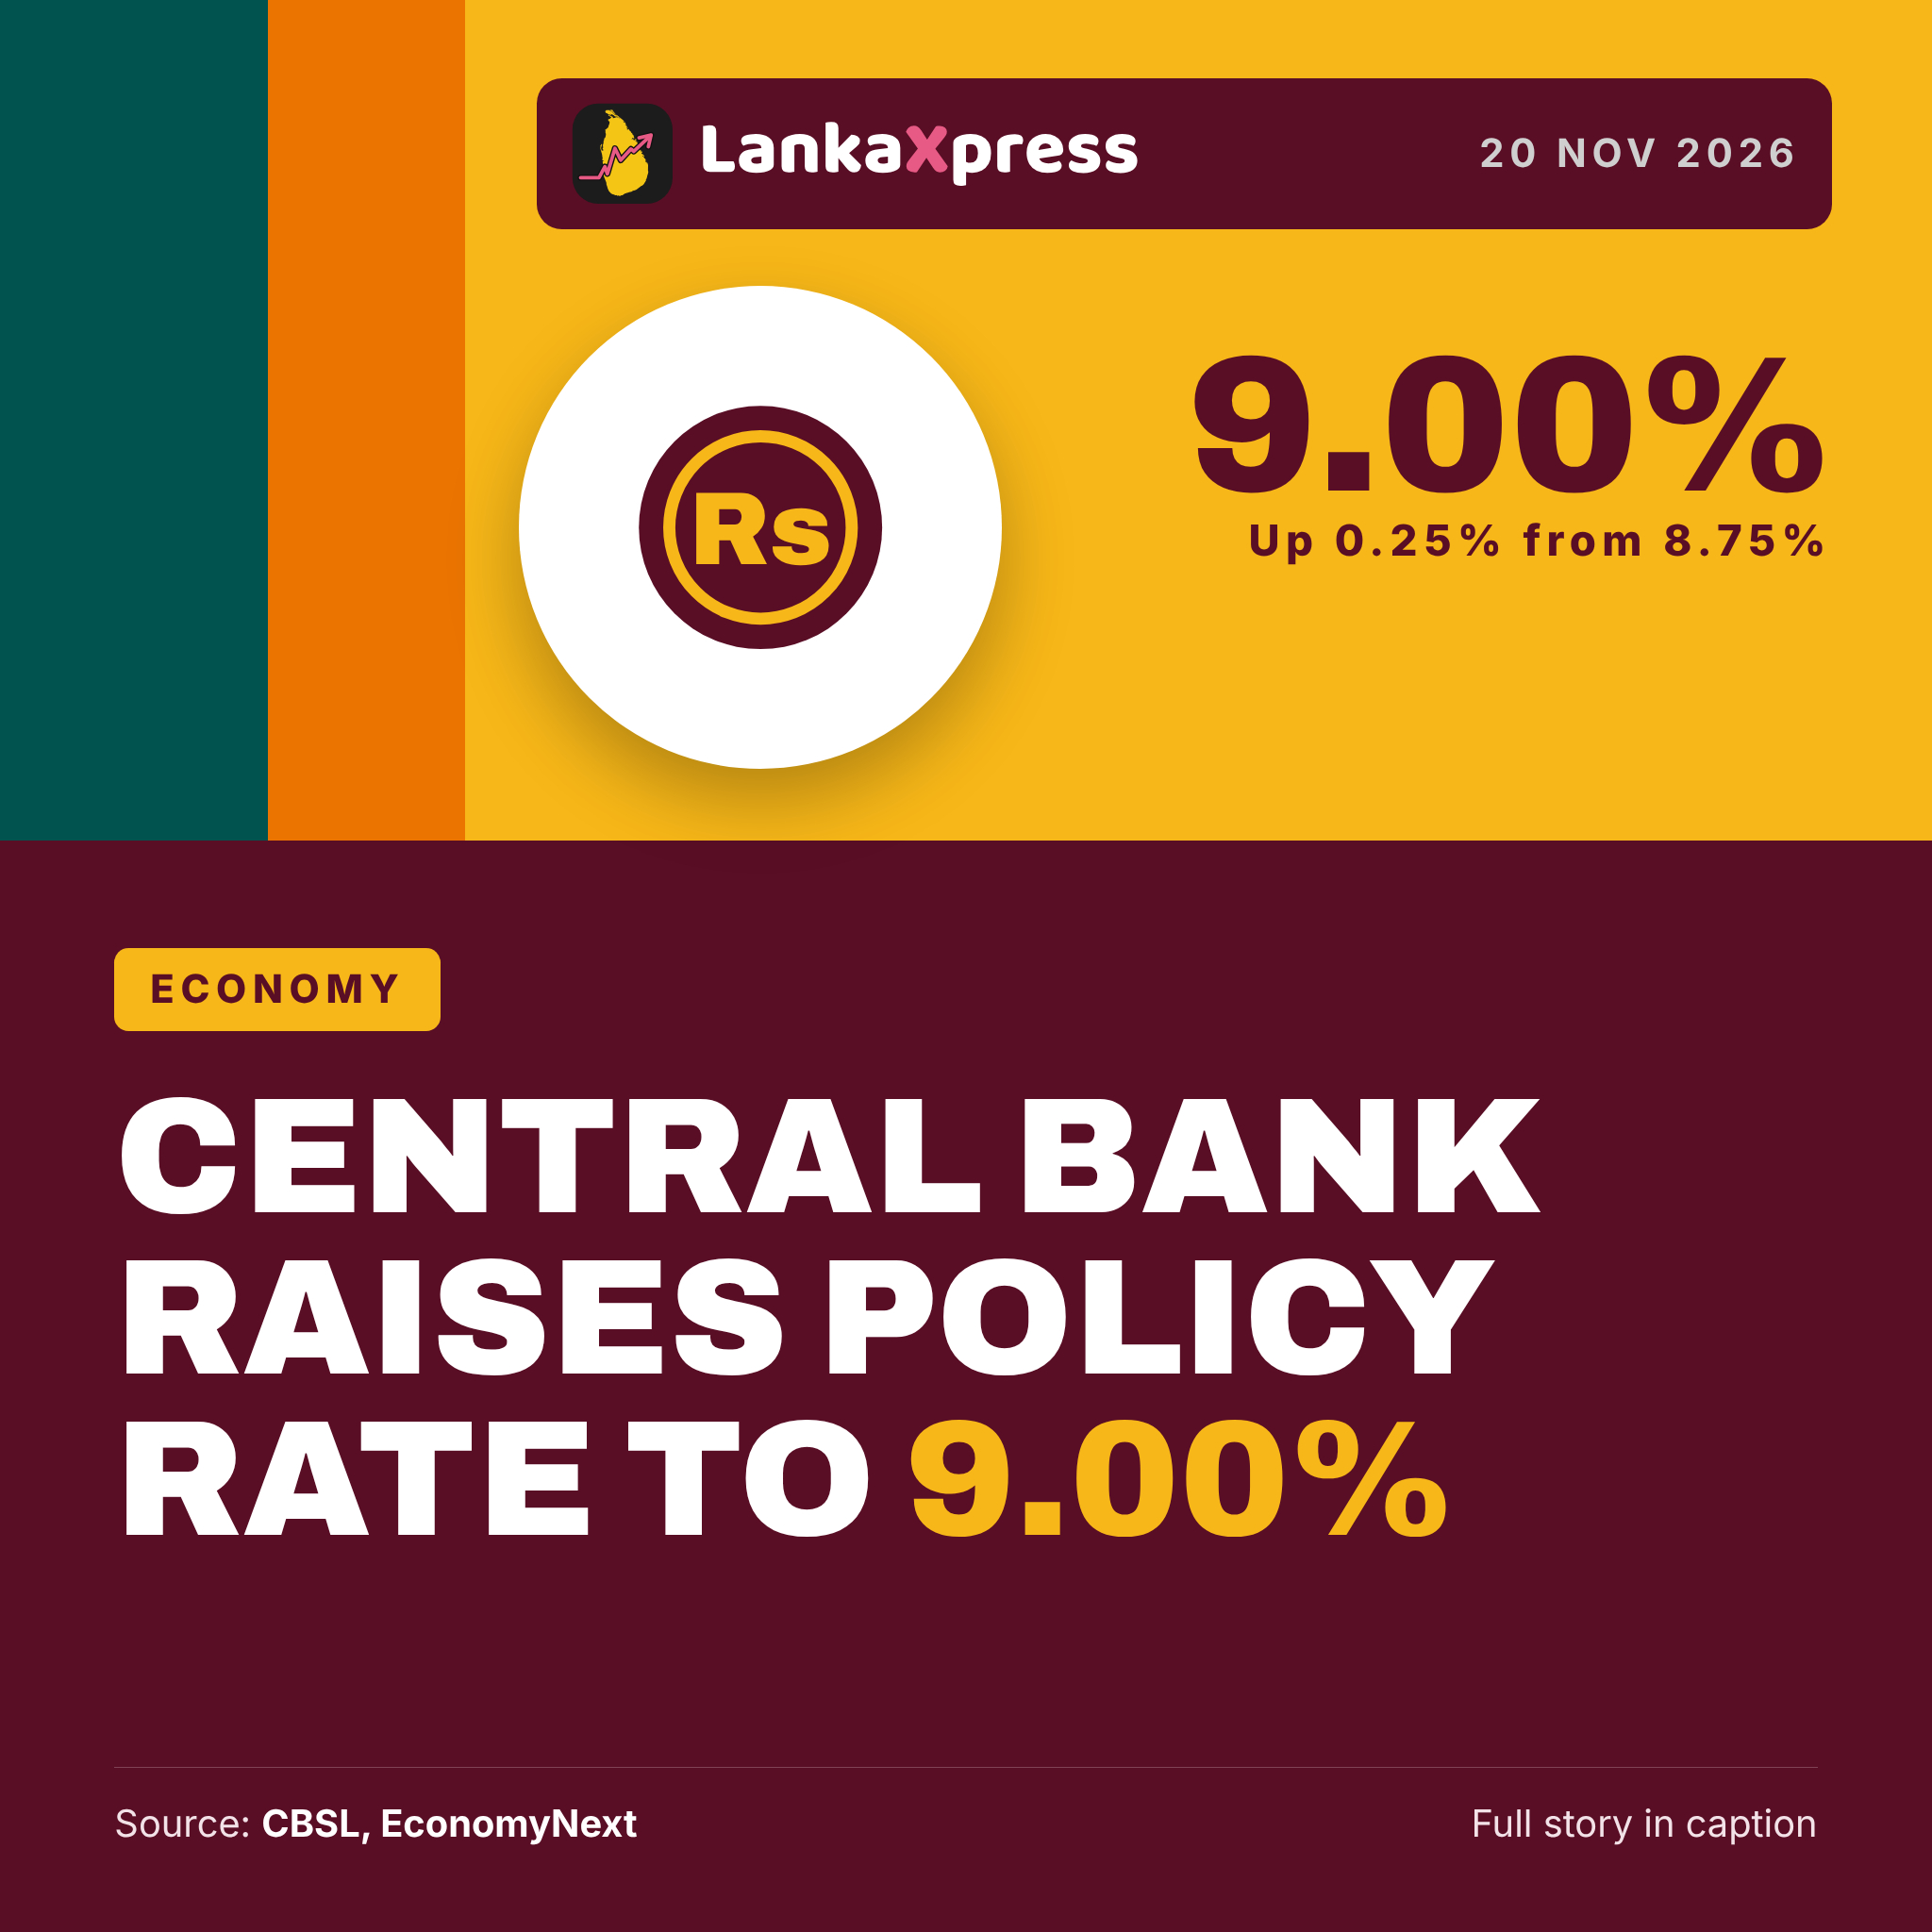 LankaXpress
20 NOV 2026
Rs
9.00%
Up 0.25% from 8.75%
ECONOMY
CENTRAL BANK
RAISES POLICY
RATE TO 9.00%
Source: CBSL, EconomyNext
Full story in caption